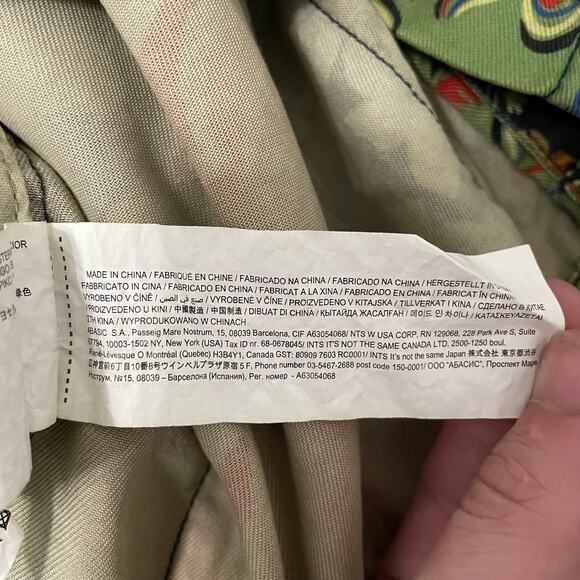 MADE IN CHINA / FABRIQUÉ EN CHINE / FABRICADO NA CHINA / FABRICADO NA CHINA / HERGESTELLT IN
FABBRICATO IN CINA / FABRICADO EN CHINA / FABRICAT A LA XINA / FABRICADO EN CHINA / FABRICAT ÎN CHINA /
VYROBENO V ČÍNĚ / صنع في الصين / VYROBENÉ V ČÍNE / PROIZVEDENO V KITAJSKA / TILLVERKAT I KINA / СДЕЛАНО В КИТАЕ
PROIZVEDENO U KINI / 中國製造 / 中国制造 / DIBUAT DI CHINA / ҚЫТАЙДА ЖАСАЛҒАН / 메이드 인 차이나 / ΚΑΤΑΣΚΕΥΑΖΕΤΑΙ
ΣΤΗ ΚΙΝΑ / WYPRODUKOWANO W CHINACH
ABASIC S.A., Passeig Mare Nostrum, 15, 08039 Barcelona, CIF A63054068/ NTS W USA CORP, RN 129068, 228 Park Ave S, Suite
67794, 10003-1502 NY, New York (USA) Tax ID nr. 68-0678045/ INTS IT'S NOT THE SAME CANADA LTD, 2500-1250 boul.
René-Lévesque O Montréal (Quebec) H3B4Y1, Canada GST: 80909 7603 RC0001/ INTS It's not the same Japan 株式会社 東京都渋谷
区神宮前6丁目10番8号ウインベルプラザ原宿 5 F, Phone number 03-5467-2688 post code 150-0001/ ООО "АБАСИС", Проспект Маре
Нострум, №15, 08039 – Барселона (Испания), Рег. номер - A63054068
绿色